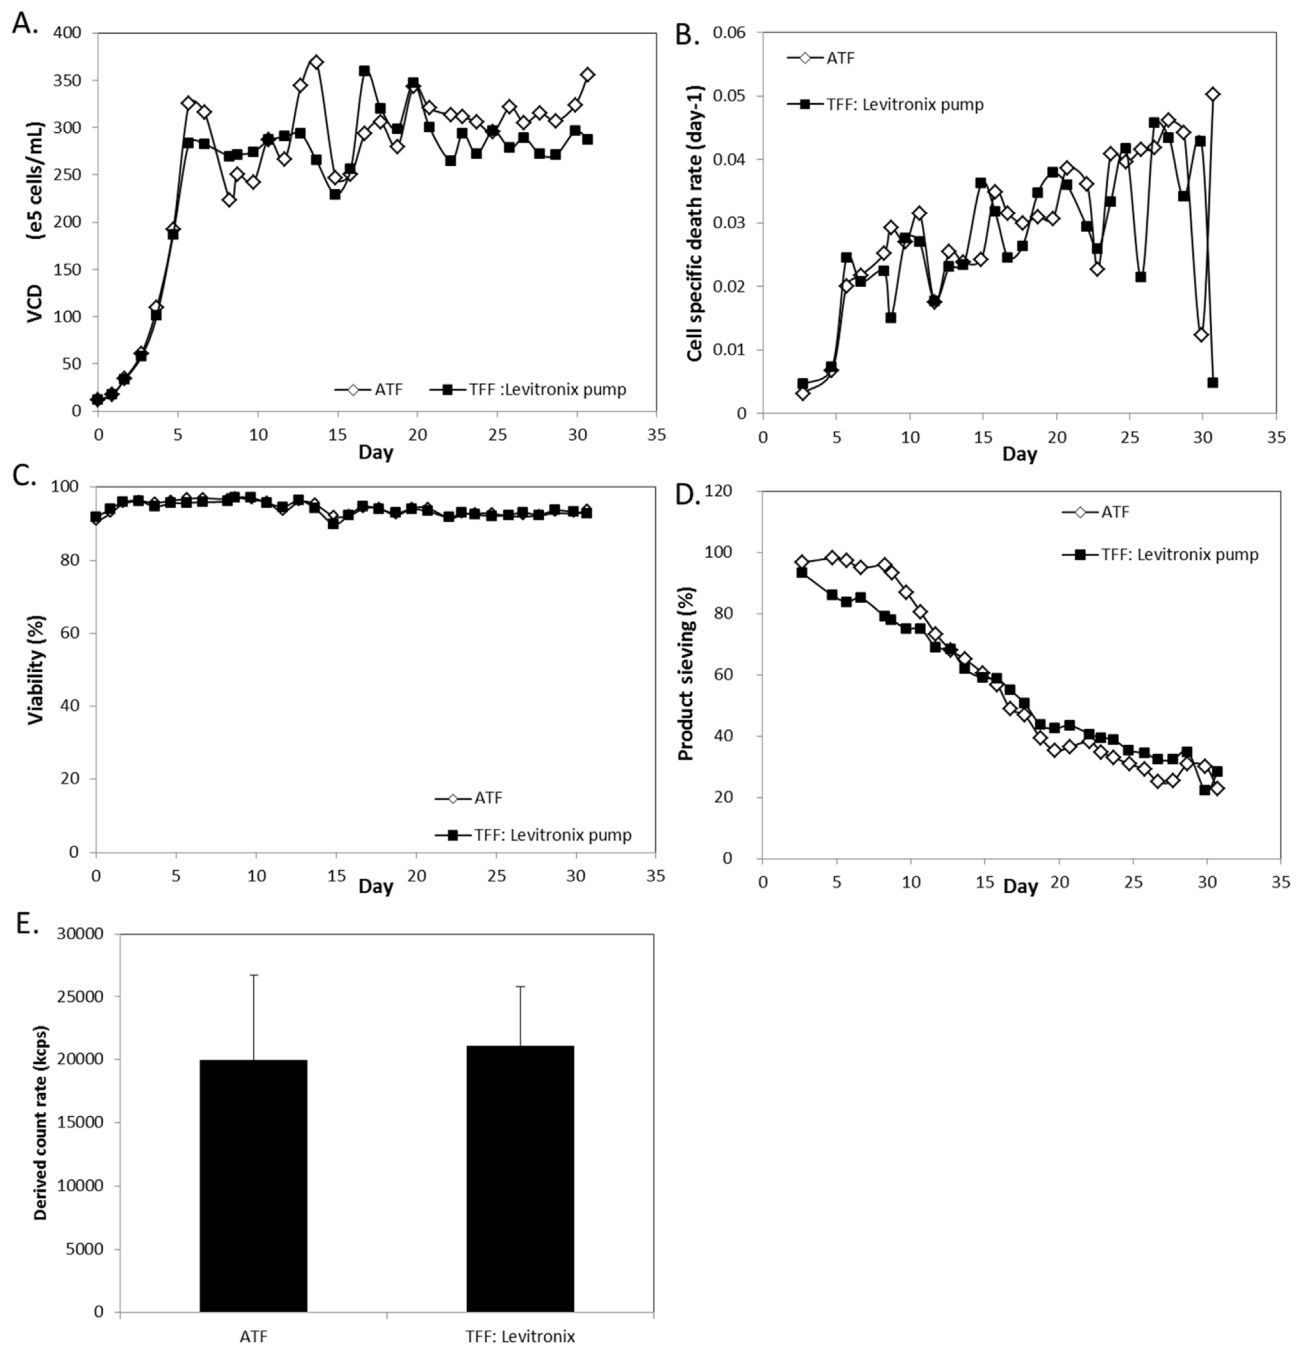 A.
400
350
300
250
200
150
100
50
0
VCD (e5 cells/mL)
ATF
TFF :Levitronix pump
0 5 10 15 20 25 30 35
Day
B.
0.06
0.05
0.04
0.03
0.02
0.01
0
Cell specific death rate (day-1)
ATF
TFF: Levitronix pump
0 5 10 15 20 25 30 35
Day
C.
100
80
60
40
20
0
Viability (%)
ATF
TFF: Levitronix pump
0 5 10 15 20 25 30 35
Day
D.
120
100
80
60
40
20
0
Product sieving (%)
ATF
TFF: Levitronix pump
0 5 10 15 20 25 30 35
Day
E.
30000
25000
20000
15000
10000
5000
0
Derived count rate (kcps)
ATF
TFF: Levitronix